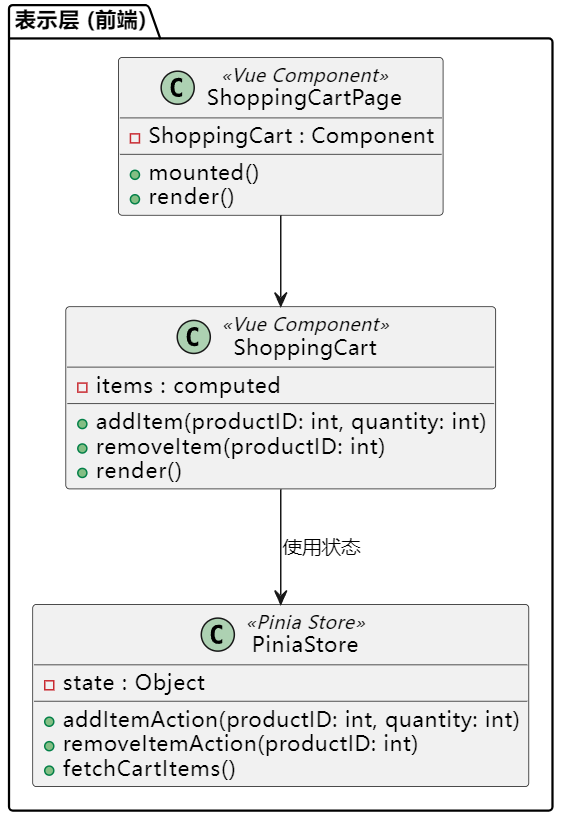 表示层 (前端)
C
«Vue Component»
ShoppingCartPage
ShoppingCart : Component
mounted()
render()
C
«Vue Component»
ShoppingCart
items : computed
addItem(productID: int, quantity: int)
removeItem(productID: int)
render()
使用状态
C
«Pinia Store»
PiniaStore
state : Object
addItemAction(productID: int, quantity: int)
removeItemAction(productID: int)
fetchCartItems()